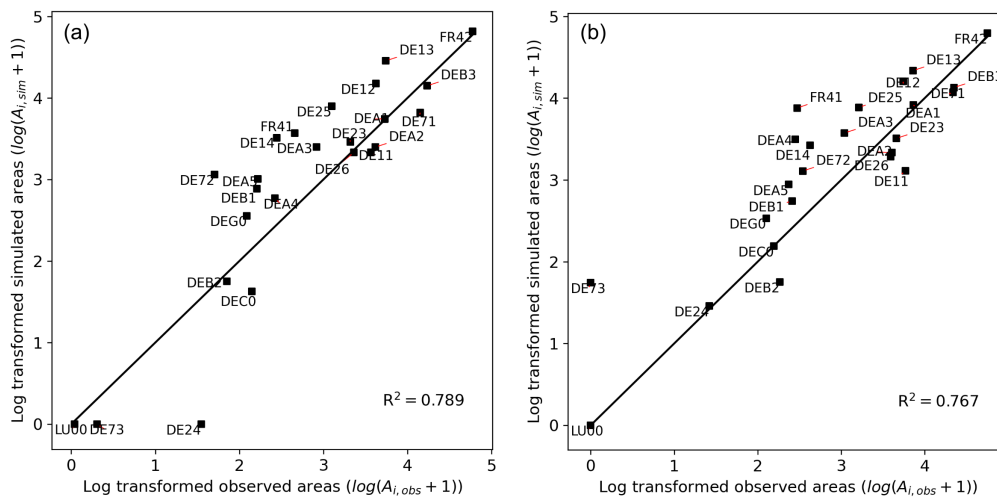 (a)
Log transformed simulated areas (log(A_{i,sim} + 1))
5
4
3
2
1
0
FR42
DE13
DEB3
DE12
DE25
DEA1
DE71
FR41
DE14
DEA3
DE23
DEA2
DE11
DE26
DE72
DEA5
DEB1
DEA4
DEG0
DEB2
DEC0
LU00
DE73
DE24
R² = 0.789
0 1 2 3 4 5
Log transformed observed areas (log(A_{i,obs} + 1))
(b)
Log transformed simulated areas (log(A_{i,sim} + 1))
5
4
3
2
1
0
FR42
DE13
DE12
DEB3
FR41
DE25
DEA1
DEA3
DE23
DEA4
DE14
DEA2
DE26
DE72
DE11
DEA5
DEB1
DEG0
DEC0
DE73
DEB2
DE24
LU00
R² = 0.767
0 1 2 3 4
Log transformed observed areas (log(A_{i,obs} + 1))